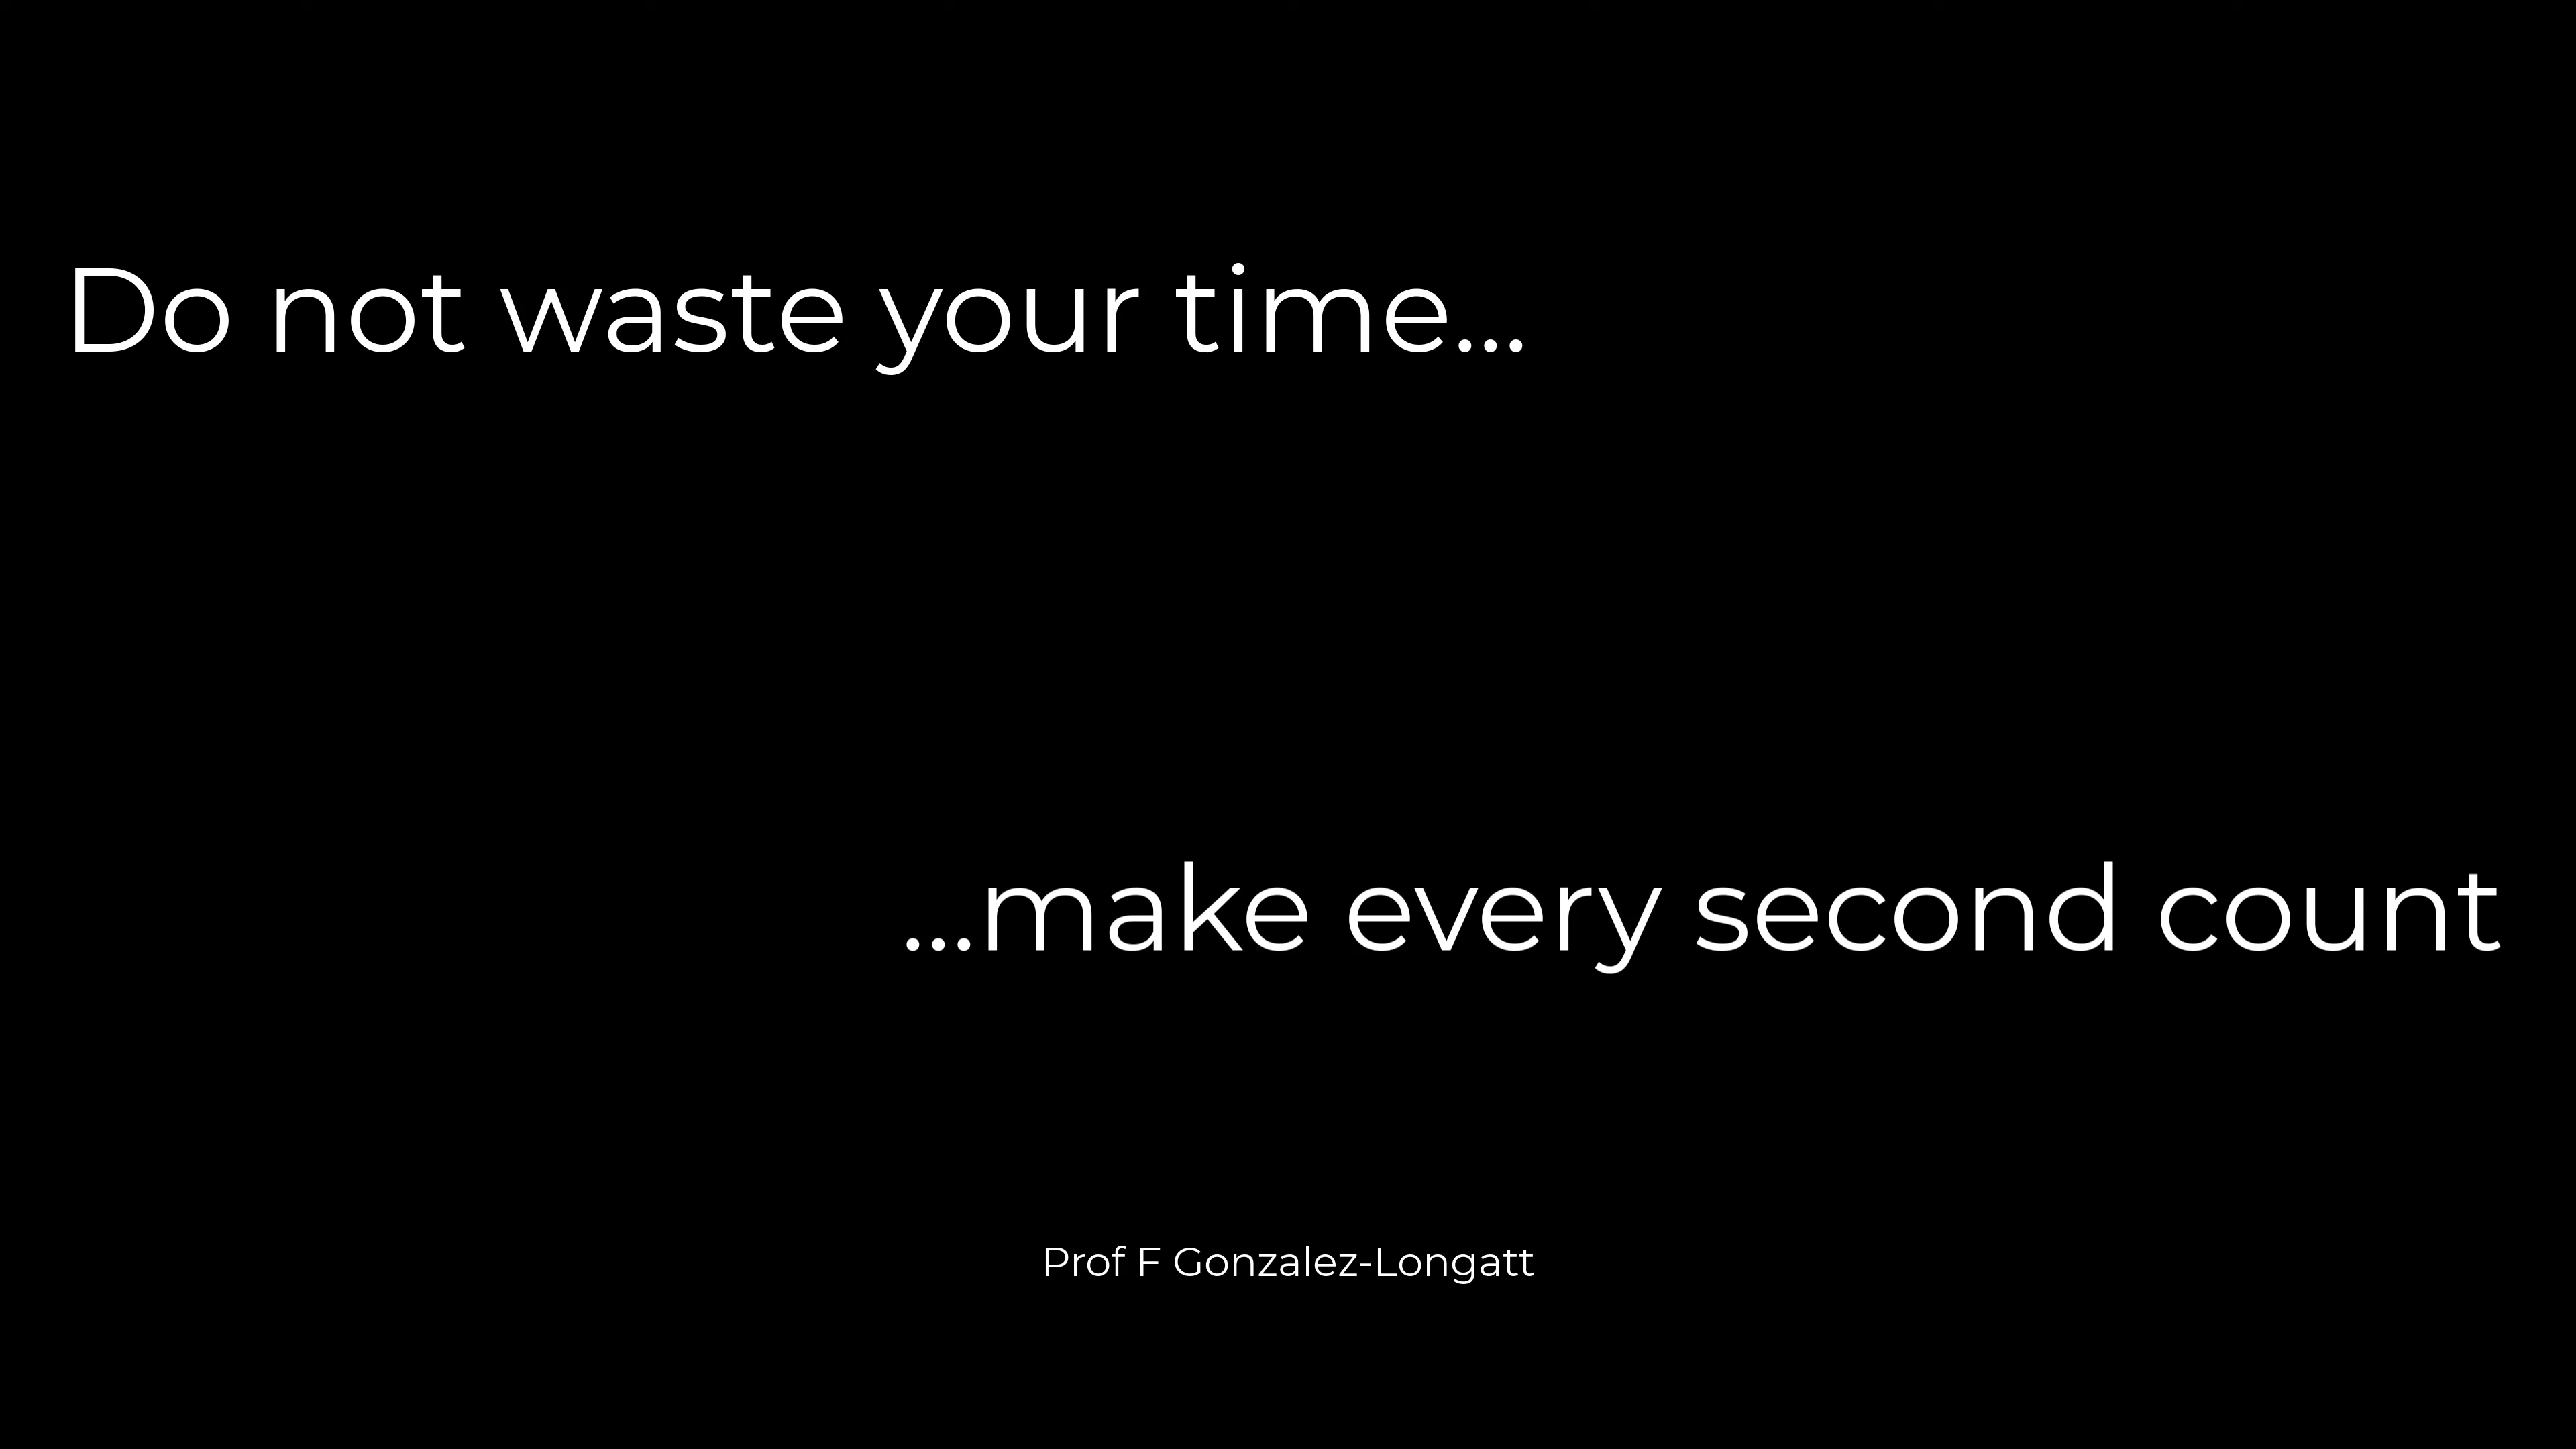 Do not waste your time...
...make every second count
Prof F Gonzalez-Longatt